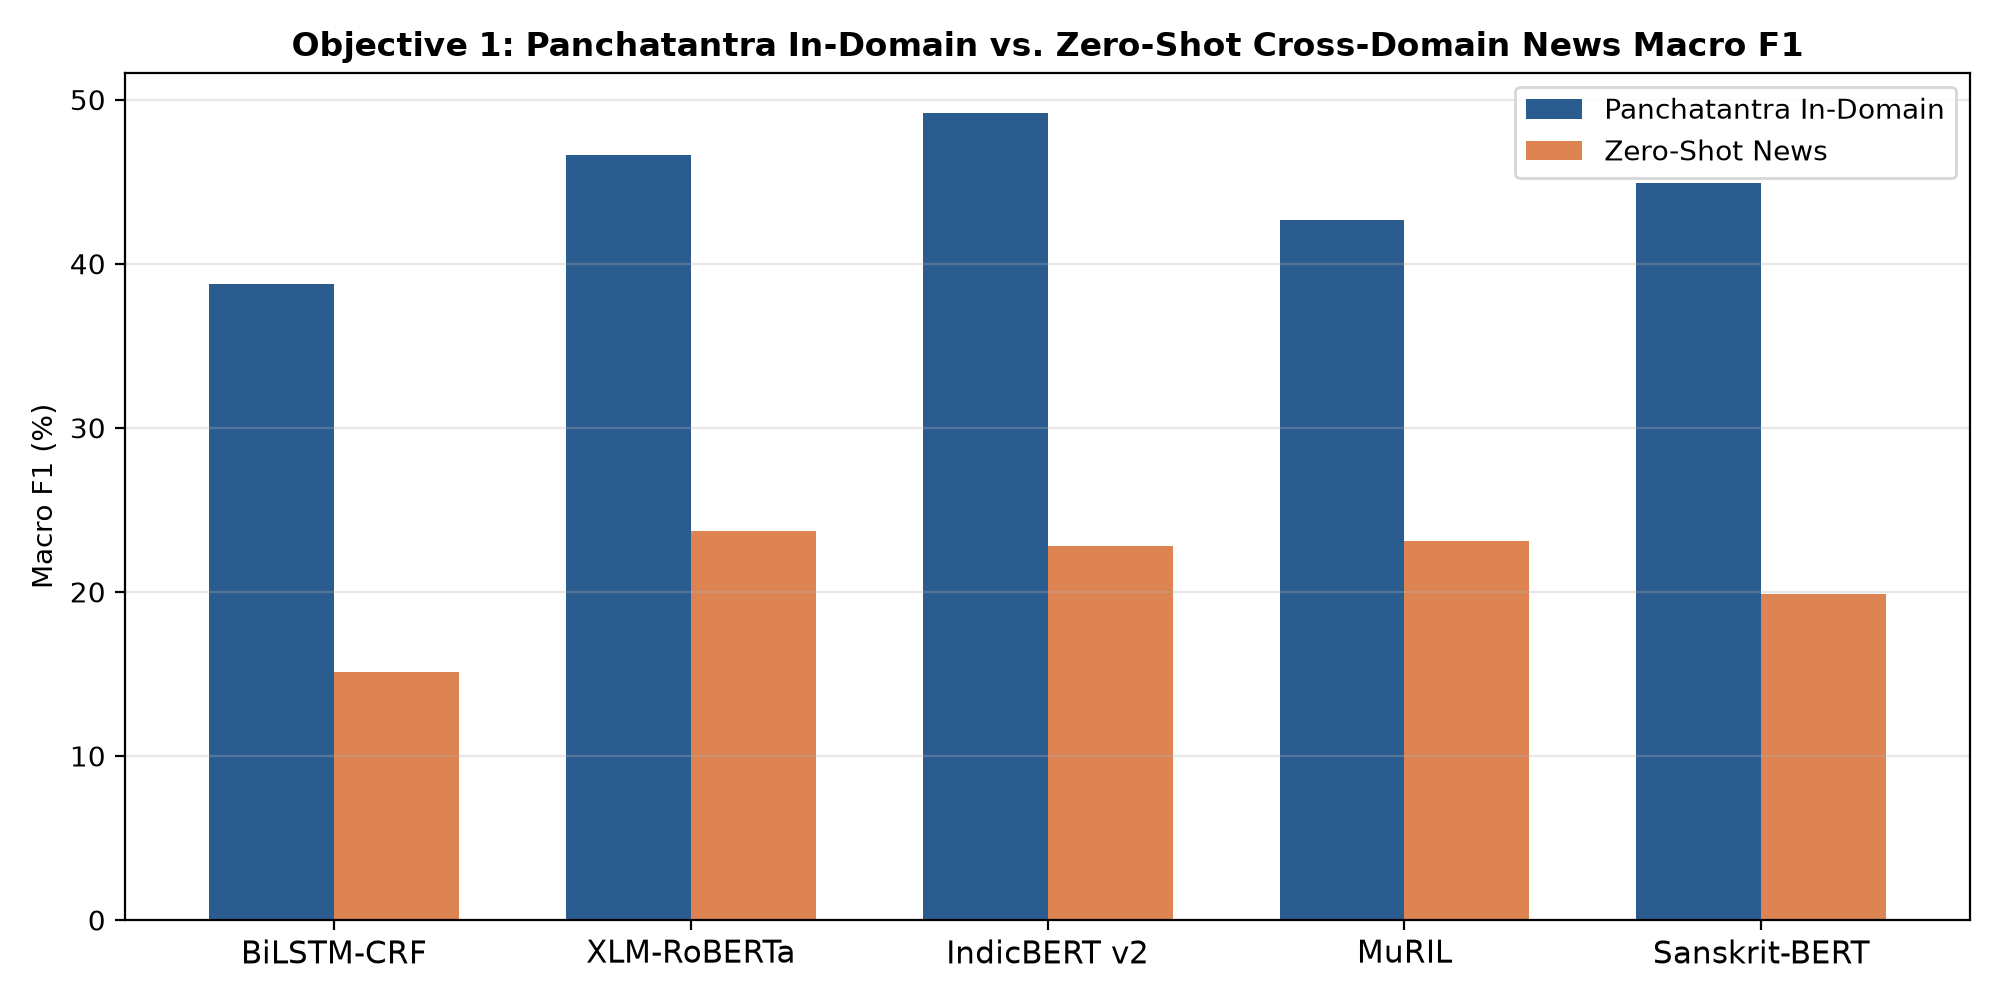 Objective 1: Panchatantra In-Domain vs. Zero-Shot Cross-Domain News Macro F1
Panchatantra In-Domain
Zero-Shot News
Macro F1 (%)
50
40
30
20
10
0
BiLSTM-CRF
XLM-RoBERTa
IndicBERT v2
MuRIL
Sanskrit-BERT